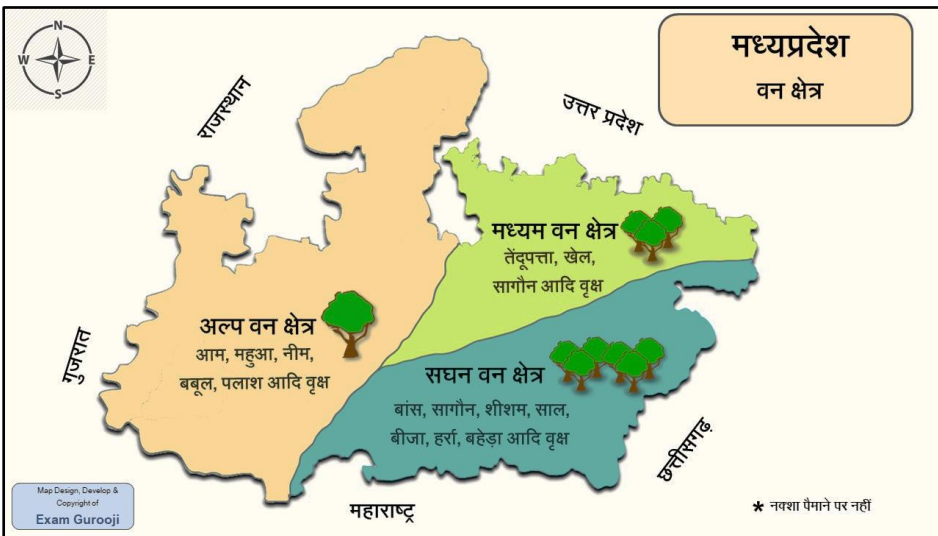 मध्यप्रदेश
वन क्षेत्र
N
W E
S
राजस्थान
उत्तर प्रदेश
मध्यम वन क्षेत्र
तेंदूपत्ता, खेल,
सागौन आदि वृक्ष
अल्प वन क्षेत्र
आम, महुआ, नीम,
बबूल, पलाश आदि वृक्ष
गुजरात
सघन वन क्षेत्र
बांस, सागौन, शीशम, साल,
बीजा, हर्रा, बहेड़ा आदि वृक्ष
छत्तीसगढ़
महाराष्ट्र
* नक्शा पैमाने पर नहीं
Map Design, Develop &
Copyright of
Exam Gurooji